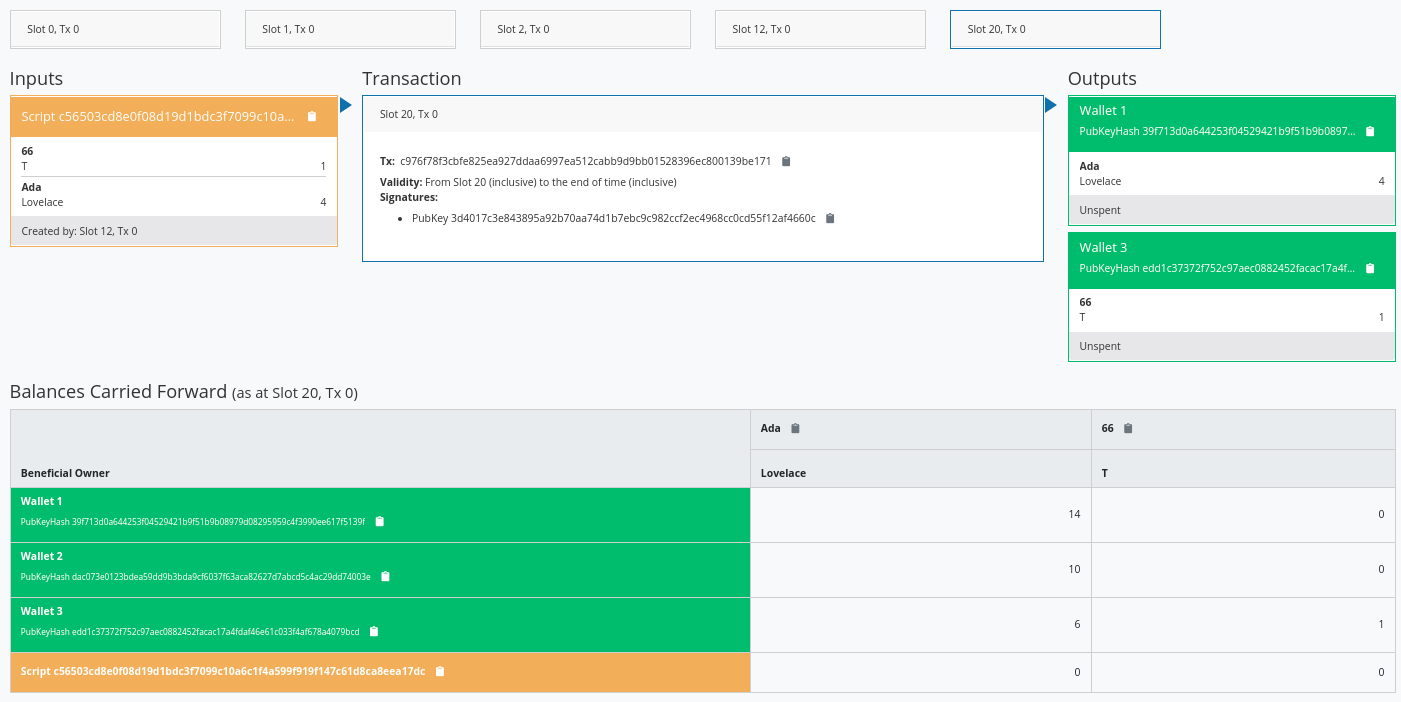 Slot 0, Tx 0
Slot 1, Tx 0
Slot 2, Tx 0
Slot 12, Tx 0
Slot 20, Tx 0
Inputs
Script c56503cd8e0f08d19d1bdc3f7099c10a...
66
T 1
Ada
Lovelace 4
Created by: Slot 12, Tx 0
Transaction
Slot 20, Tx 0
Tx: c976f78f3cbfe825ea927ddaa6997ea512cabb9d9bb01528396ec800139be171
Validity: From Slot 20 (inclusive) to the end of time (inclusive)
Signatures:
• PubKey 3d4017c3e843895a92b70aa74d1b7ebc9c982ccf2ec4968cc0cd55f12af4660c
Outputs
Wallet 1
PubKeyHash 39f713d0a644253f04529421b9f51b9b0897...
Ada
Lovelace 4
Unspent
Wallet 3
PubKeyHash edd1c37372f752c97aec0882452facac17a4f...
66
T 1
Unspent
Balances Carried Forward (as at Slot 20, Tx 0)
Ada 66
Beneficial Owner Lovelace T
Wallet 1
PubKeyHash 39f713d0a644253f04529421b9f51b9b08979d08295959c4f3990ee617f5139f
14 0
Wallet 2
PubKeyHash dac073e0123bdea59dd9b3bda9cf6037f63aca82627d7abcd5c4ac29dd74003e
10 0
Wallet 3
PubKeyHash edd1c37372f752c97aec0882452facac17a4fdaf46e61c033f4af678a4079bcd
6 1
Script c56503cd8e0f08d19d1bdc3f7099c10a6c1f4a599f919f147c61d8ca8eea17dc
0 0